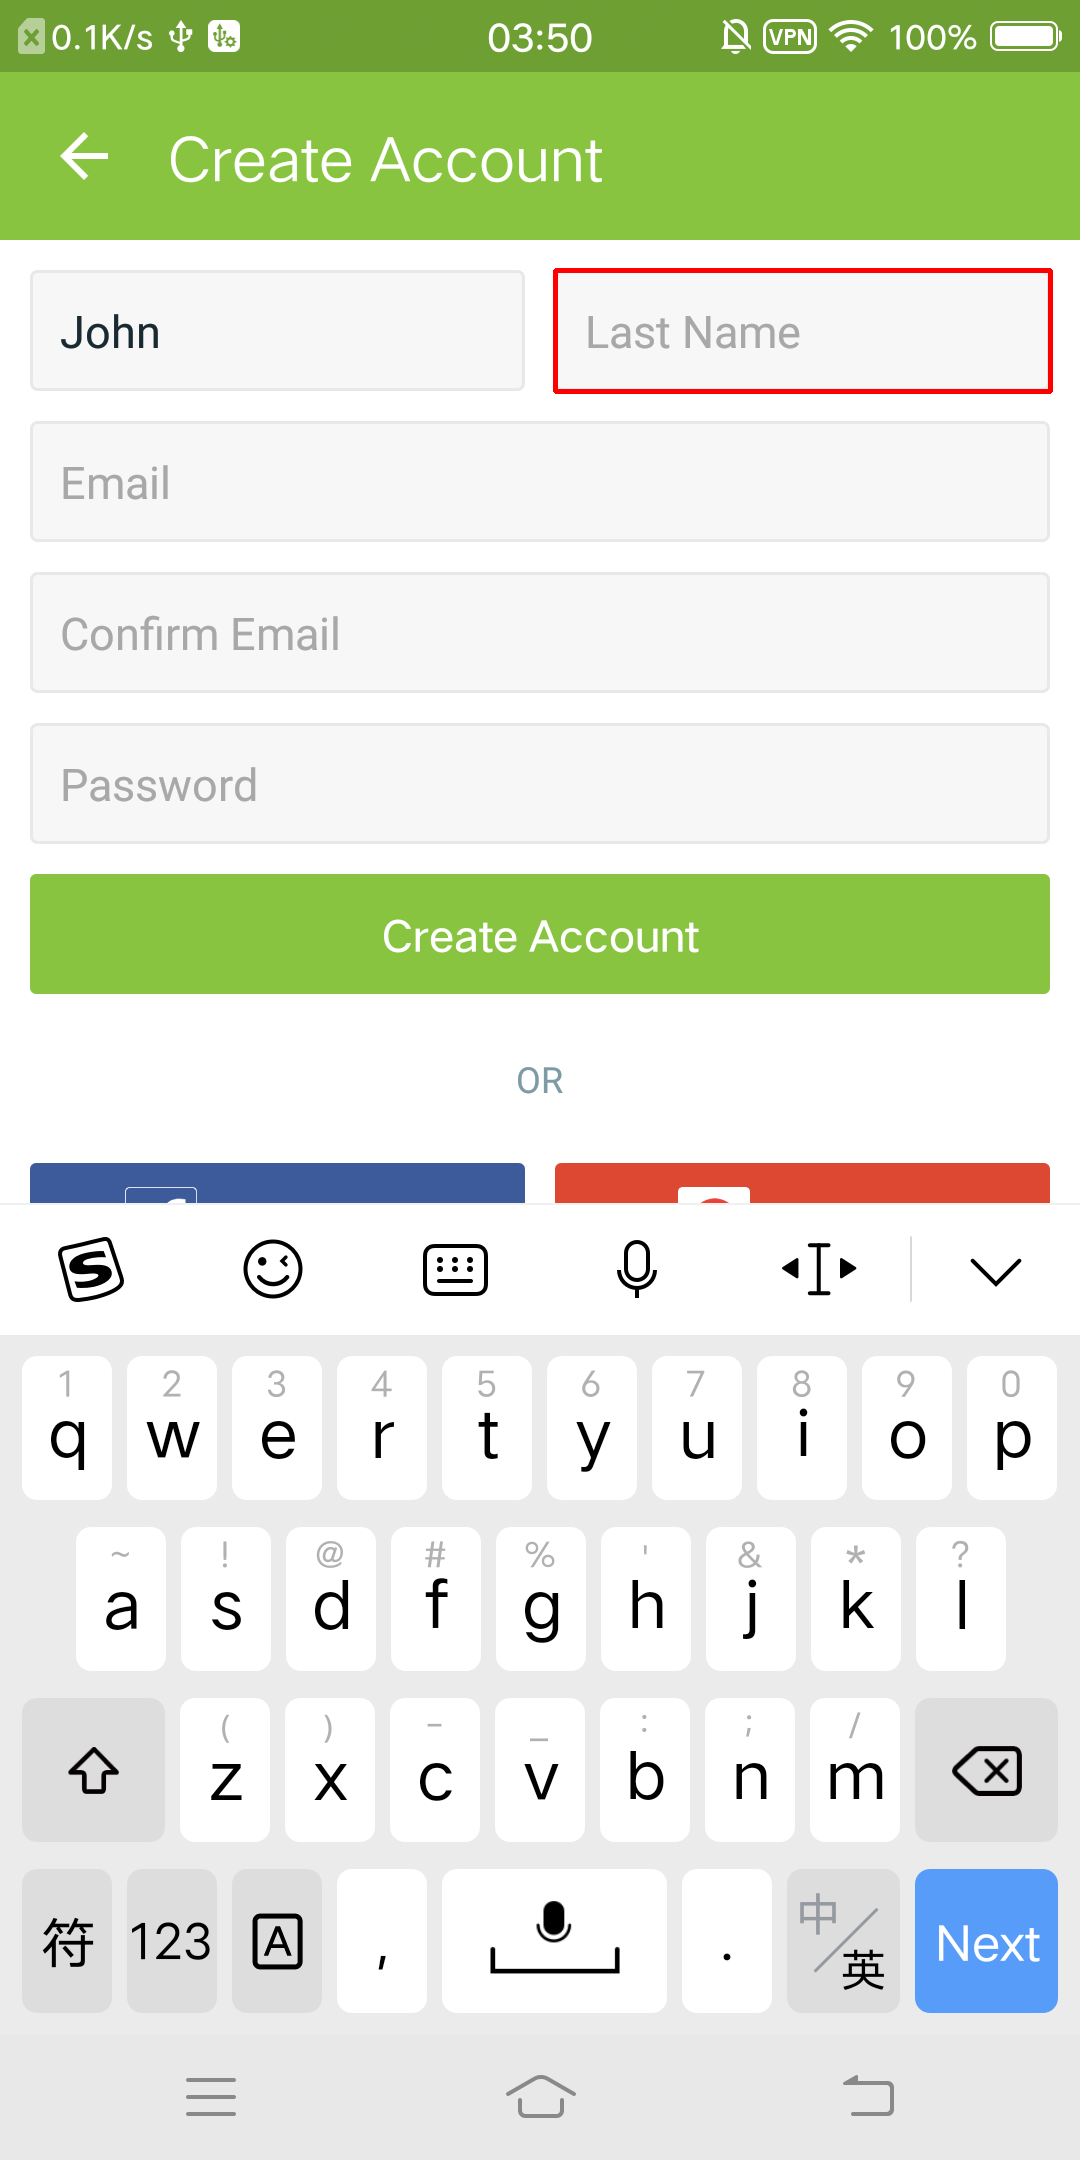 0.1K/s 03:50 VPN 100%
Create Account
John Last Name
Email
Confirm Email
Password
Create Account
OR
1 2 3 4 5 6 7 8 9 0
q w e r t y u i o p
~ ! @ # % ' & * ?
a s d f g h j k l
( ) - _ : ; /
z x c v b n m
符 123 A , . 中/英 Next